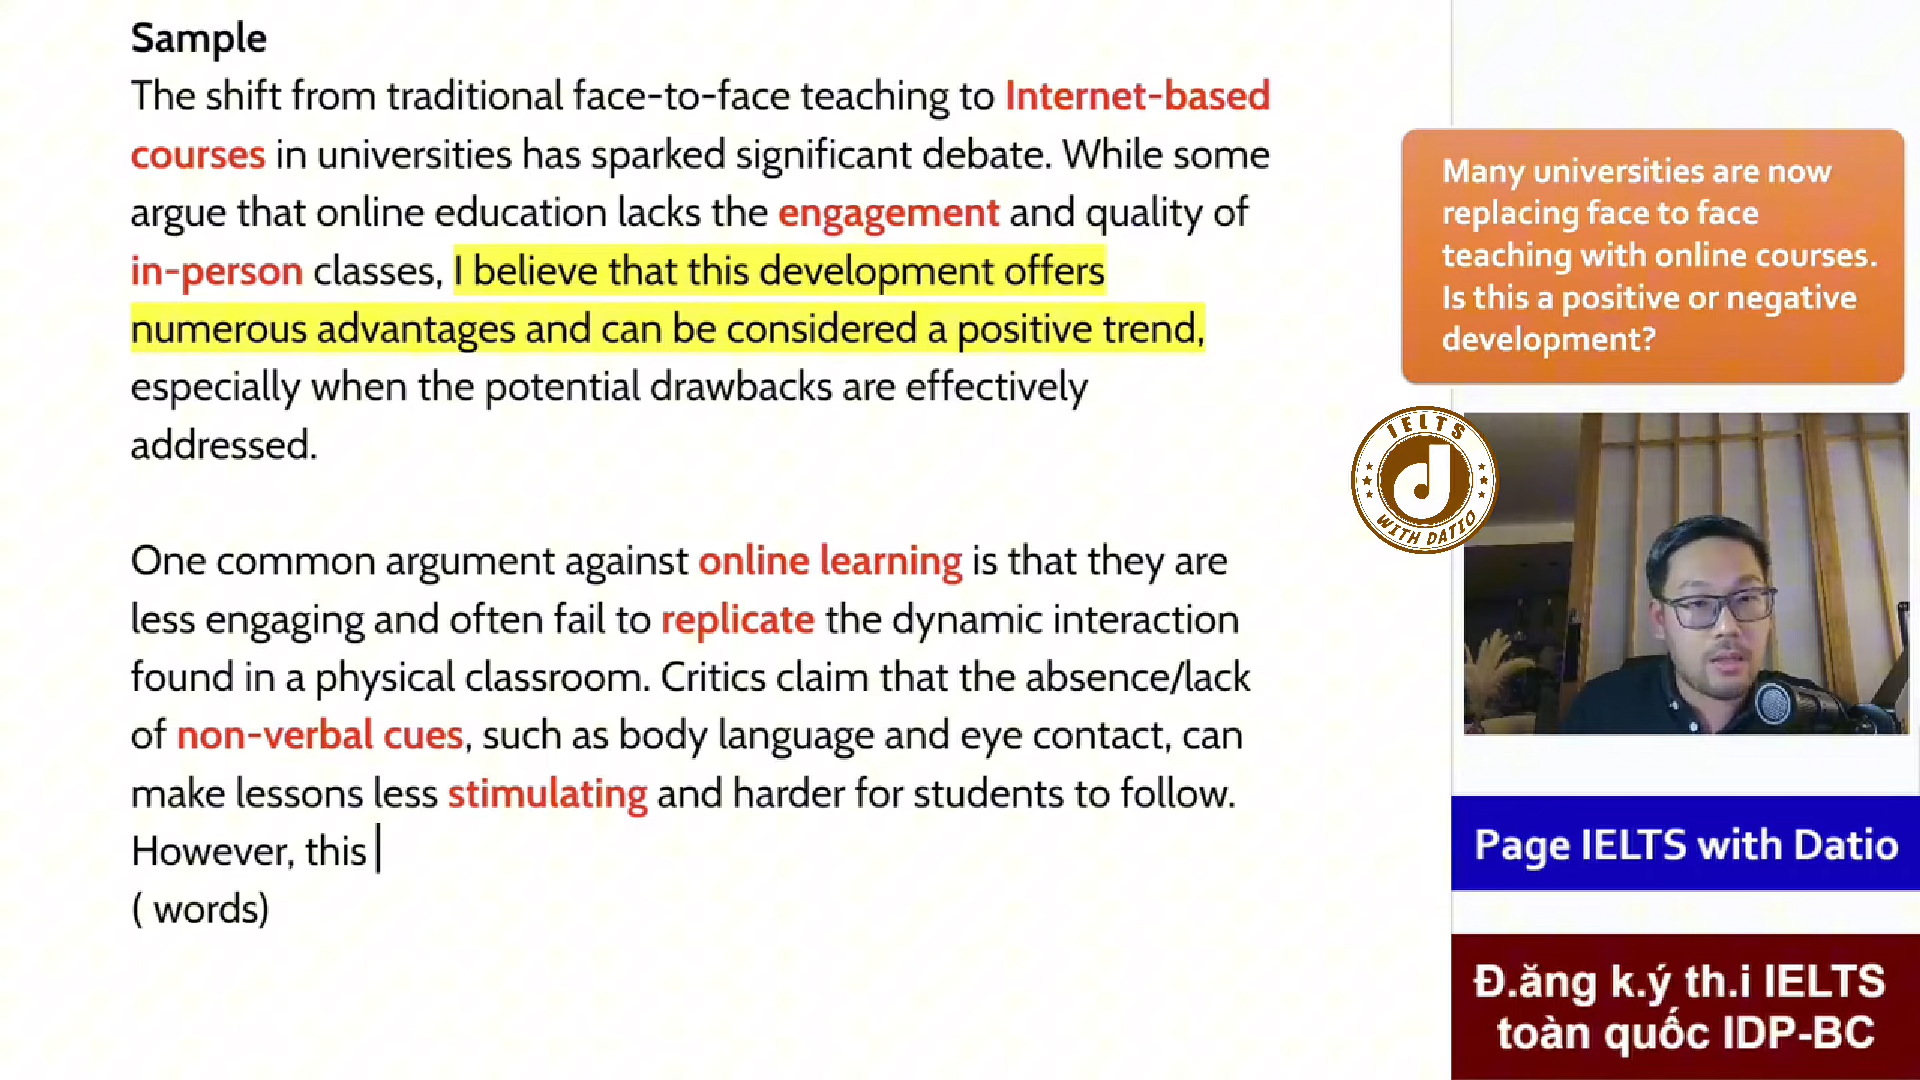 Sample
The shift from traditional face-to-face teaching to Internet-based
courses in universities has sparked significant debate. While some
argue that online education lacks the engagement and quality of
in-person classes, I believe that this development offers
numerous advantages and can be considered a positive trend,
especially when the potential drawbacks are effectively
addressed.
One common argument against online learning is that they are
less engaging and often fail to replicate the dynamic interaction
found in a physical classroom. Critics claim that the absence/lack
of non-verbal cues, such as body language and eye contact, can
make lessons less stimulating and harder for students to follow.
However, this
( words)
Many universities are now
replacing face to face
teaching with online courses.
Is this a positive or negative
development?
IELTS
d
WITH DATIO
Page IELTS with Datio
Đ.ăng k.ý th.i IELTS
toàn quốc IDP-BC